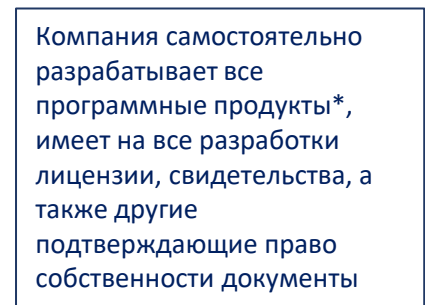 Компания самостоятельно
разрабатывает все
программные продукты*,
имеет на все разработки
лицензии, свидетельства, а
также другие
подтверждающие право
собственности документы